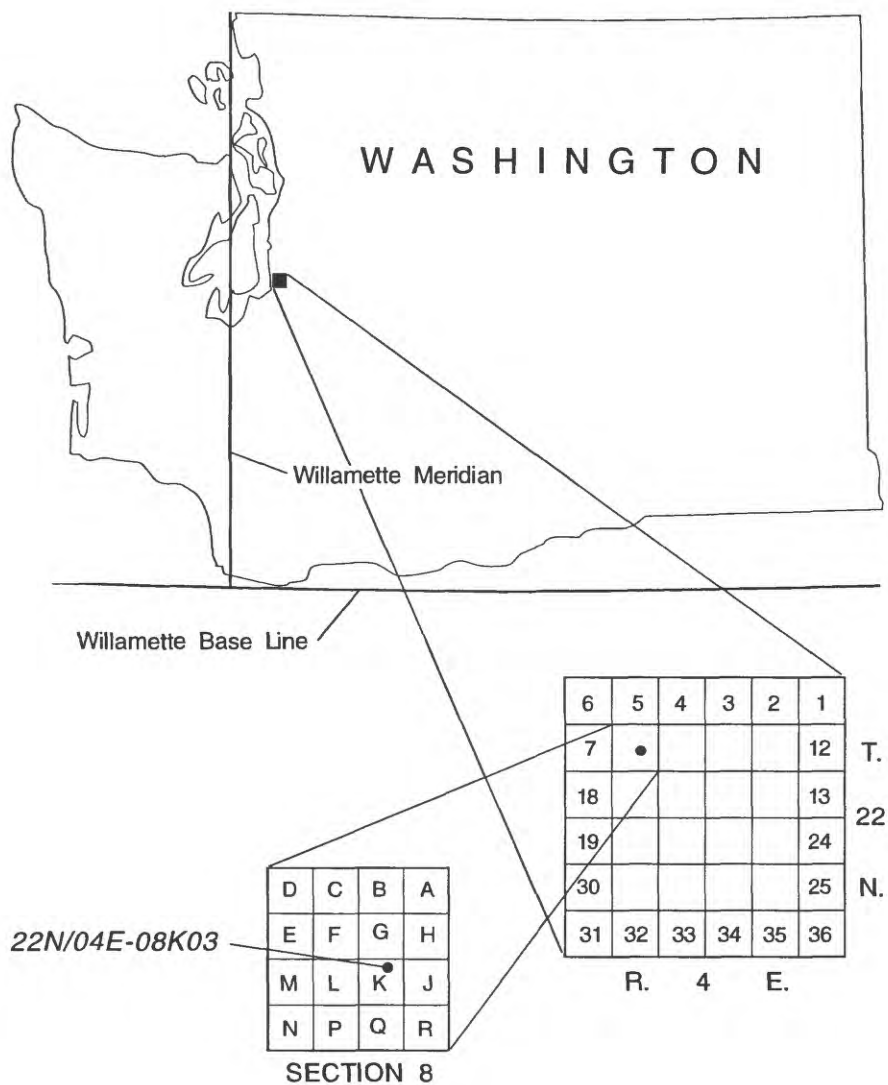 WASHINGTON
Willamette Meridian
Willamette Base Line
6 5 4 3 2 1
7 12 T.
18 13
22
19 24
30 25 N.
31 32 33 34 35 36
R. 4 E.
D C B A
E F G H
22N/04E-08K03
M L K J
N P Q R
SECTION 8